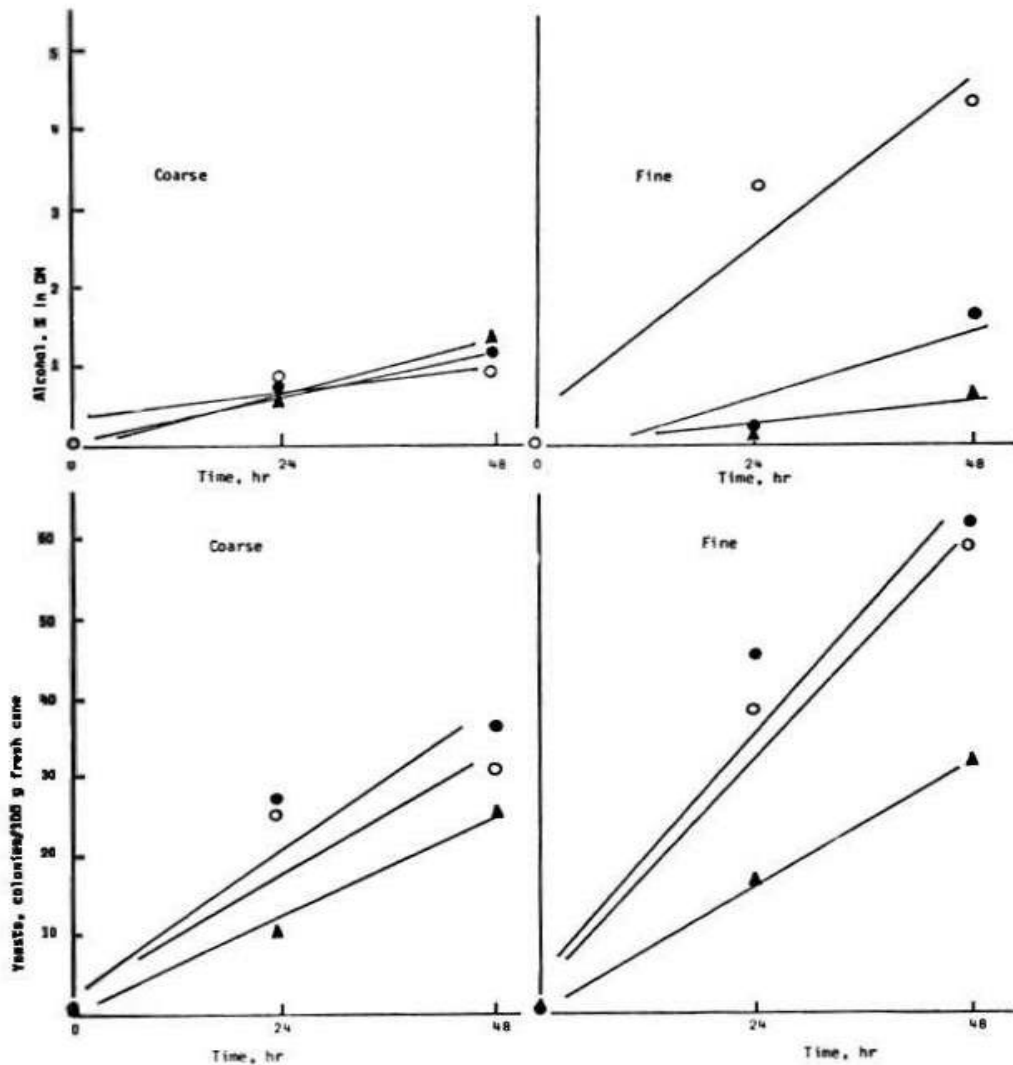 Alcohol, % in DM
5
4
3
2
1
Coarse
0
24
48
Time, hr
Fine
0
24
48
Time, hr
Yeasts, colonies/100 g fresh cane
60
50
40
30
20
10
Coarse
0
24
48
Time, hr
Fine
24
48
Time, hr